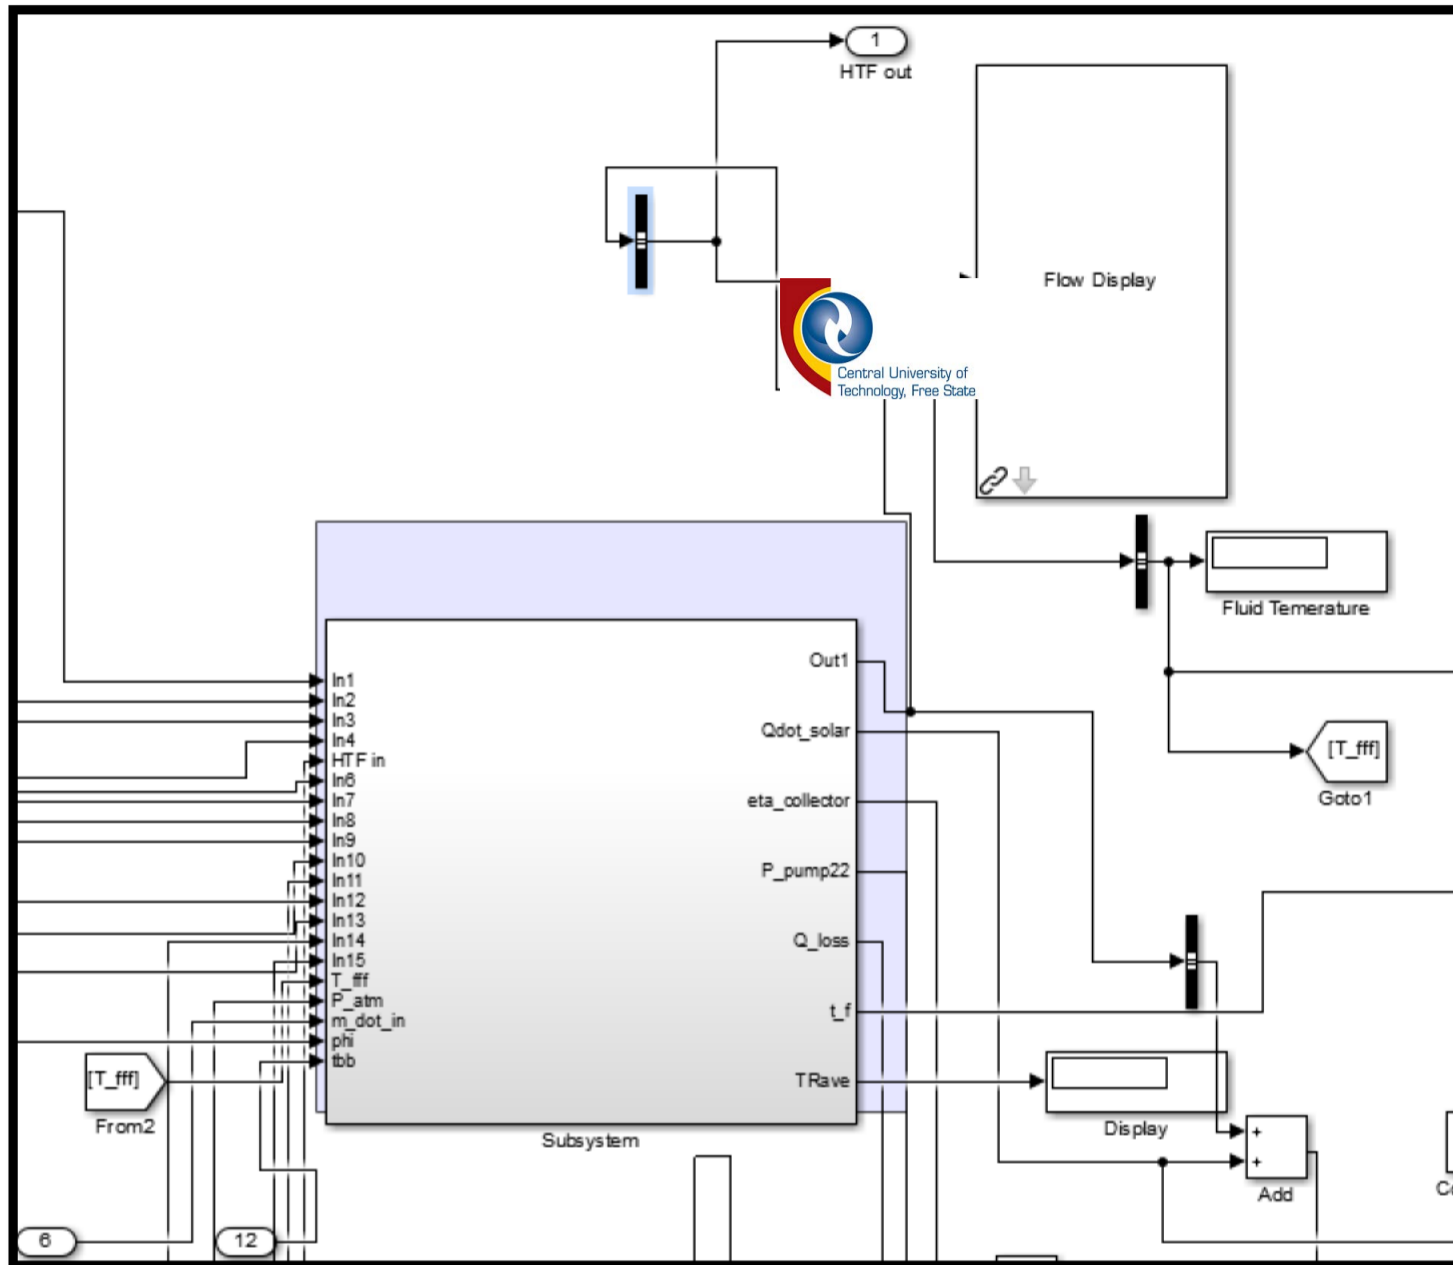 1
HTF out
Flow Display
Central University of
Technology, Free State
Fluid Temerature
[T_fff]
Goto1
In1
In2
In3
In4
HTF in
In6
In7
In8
In9
In10
In11
In12
In13
In14
In15
T_fff
P_atm
m_dot_in
phi
tbb
Out1
Qdot_solar
eta_collector
P_pump22
Q_loss
t_f
TRave
Subsystem
[T_fff]
From2
Display
+
+
Add
6
12